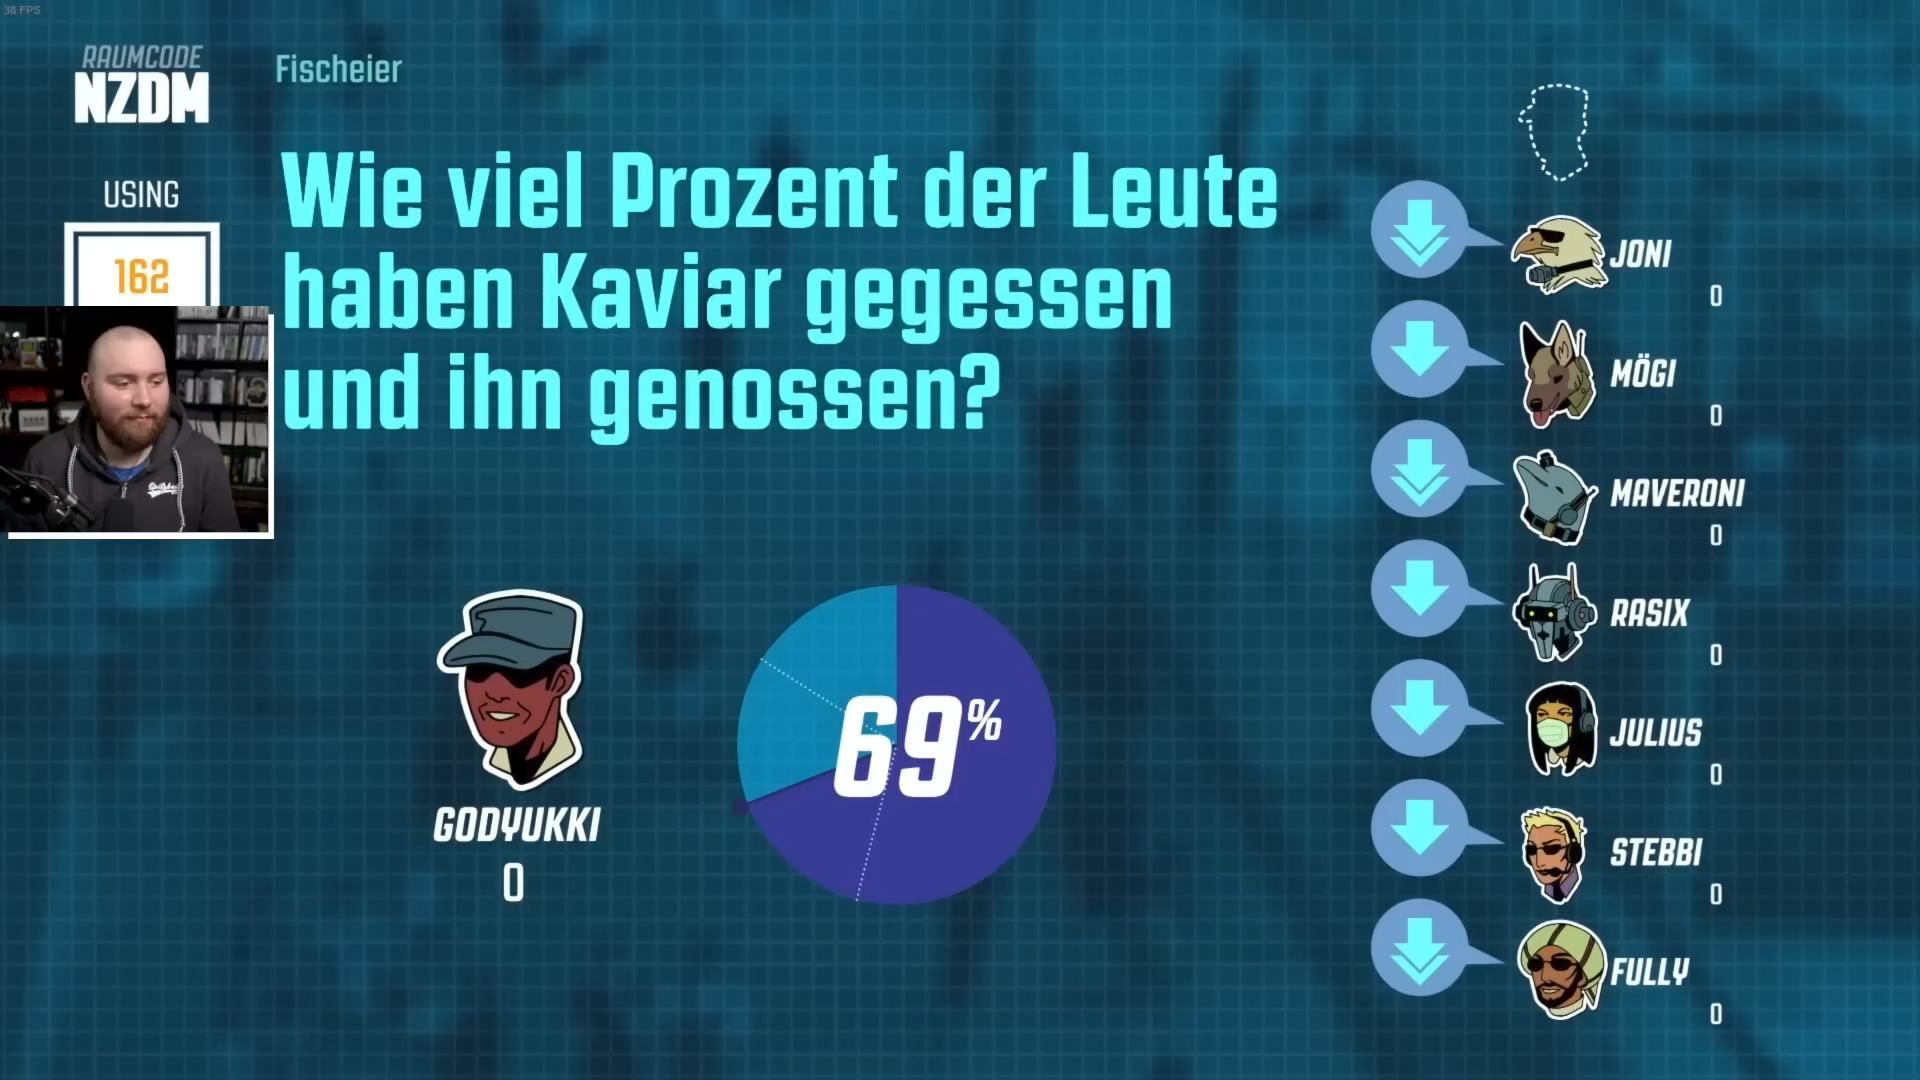 38 FPS
RAUMCODE
NZDM
Fischeier
USING
162
Wie viel Prozent der Leute
haben Kaviar gegessen
und ihn genossen?
GODYUKKI
0
69%
JONI
0
MÖGI
0
MAVERONI
0
RASIX
0
JULIUS
0
STEBBI
0
FULLY
0